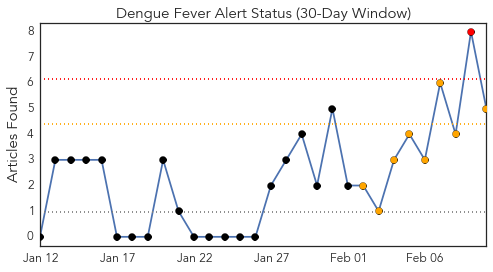 Dengue Fever Alert Status (30-Day Window)
Articles Found
8
7
6
5
4
3
2
1
0
Jan 12
Jan 17
Jan 22
Jan 27
Feb 01
Feb 06